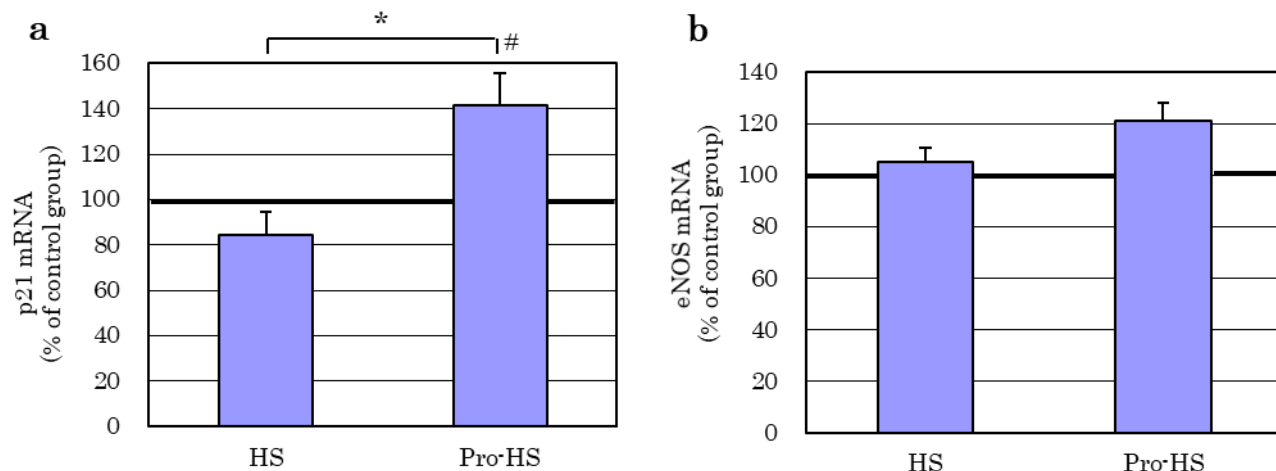 a
*
#
p21 mRNA
(% of control group)
160
140
120
100
80
60
40
20
0
HS Pro-HS
b
eNOS mRNA
(% of control group)
140
120
100
80
60
40
20
0
HS Pro-HS